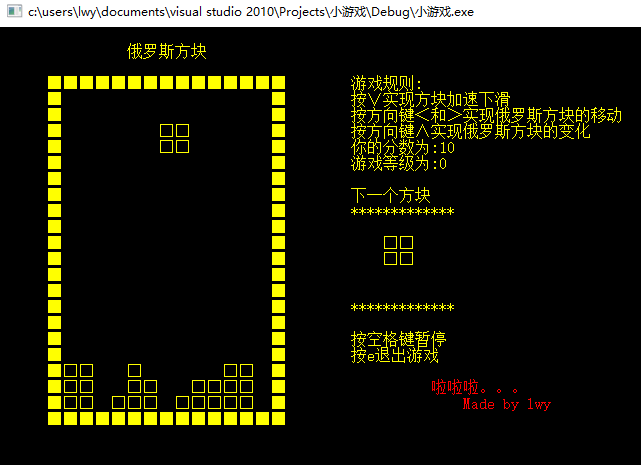 c:\users\lwy\documents\visual studio 2010\Projects\小游戏\Debug\小游戏.exe
俄罗斯方块
游戏规则:
按∨实现方块加速下滑
按方向键＜和＞实现俄罗斯方块的移动
按方向键∧实现俄罗斯方块的变化
你的分数为:10
游戏等级为:0
下一个方块
*************
*************
按空格键暂停
按e退出游戏
啦啦啦。。。
Made by lwy